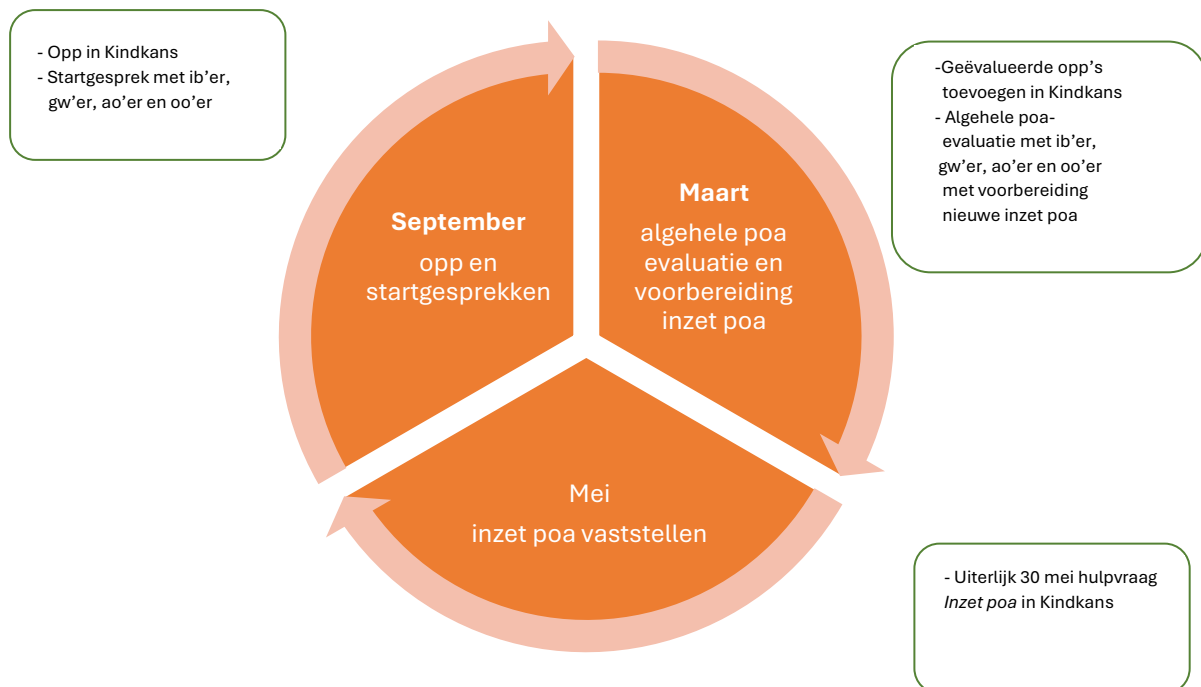 - Opp in Kindkans
- Startgesprek met ib’er,
gw’er, ao’er en oo’er
-Geëvalueerde opp’s
toevoegen in Kindkans
- Algehele poa-
evaluatie met ib’er,
gw’er, ao’er en oo’er
met voorbereiding
nieuwe inzet poa
September
opp en
startgesprekken
Maart
algehele poa
evaluatie en
voorbereiding
inzet poa
Mei
inzet poa vaststellen
- Uiterlijk 30 mei hulpvraag
Inzet poa in Kindkans